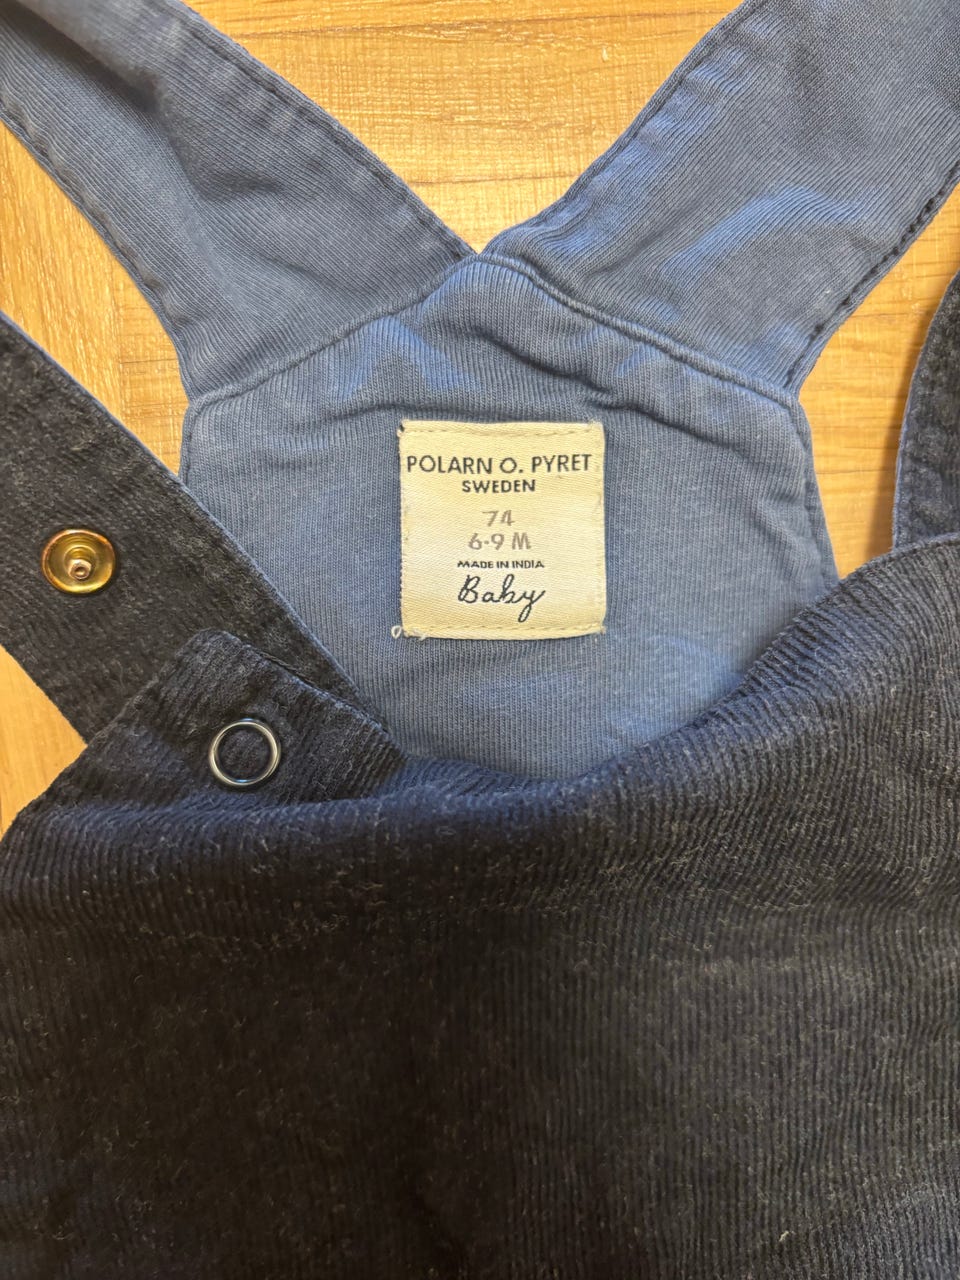 POLARN O. PYRET
SWEDEN
74
6-9 M
MADE IN INDIA
Baby